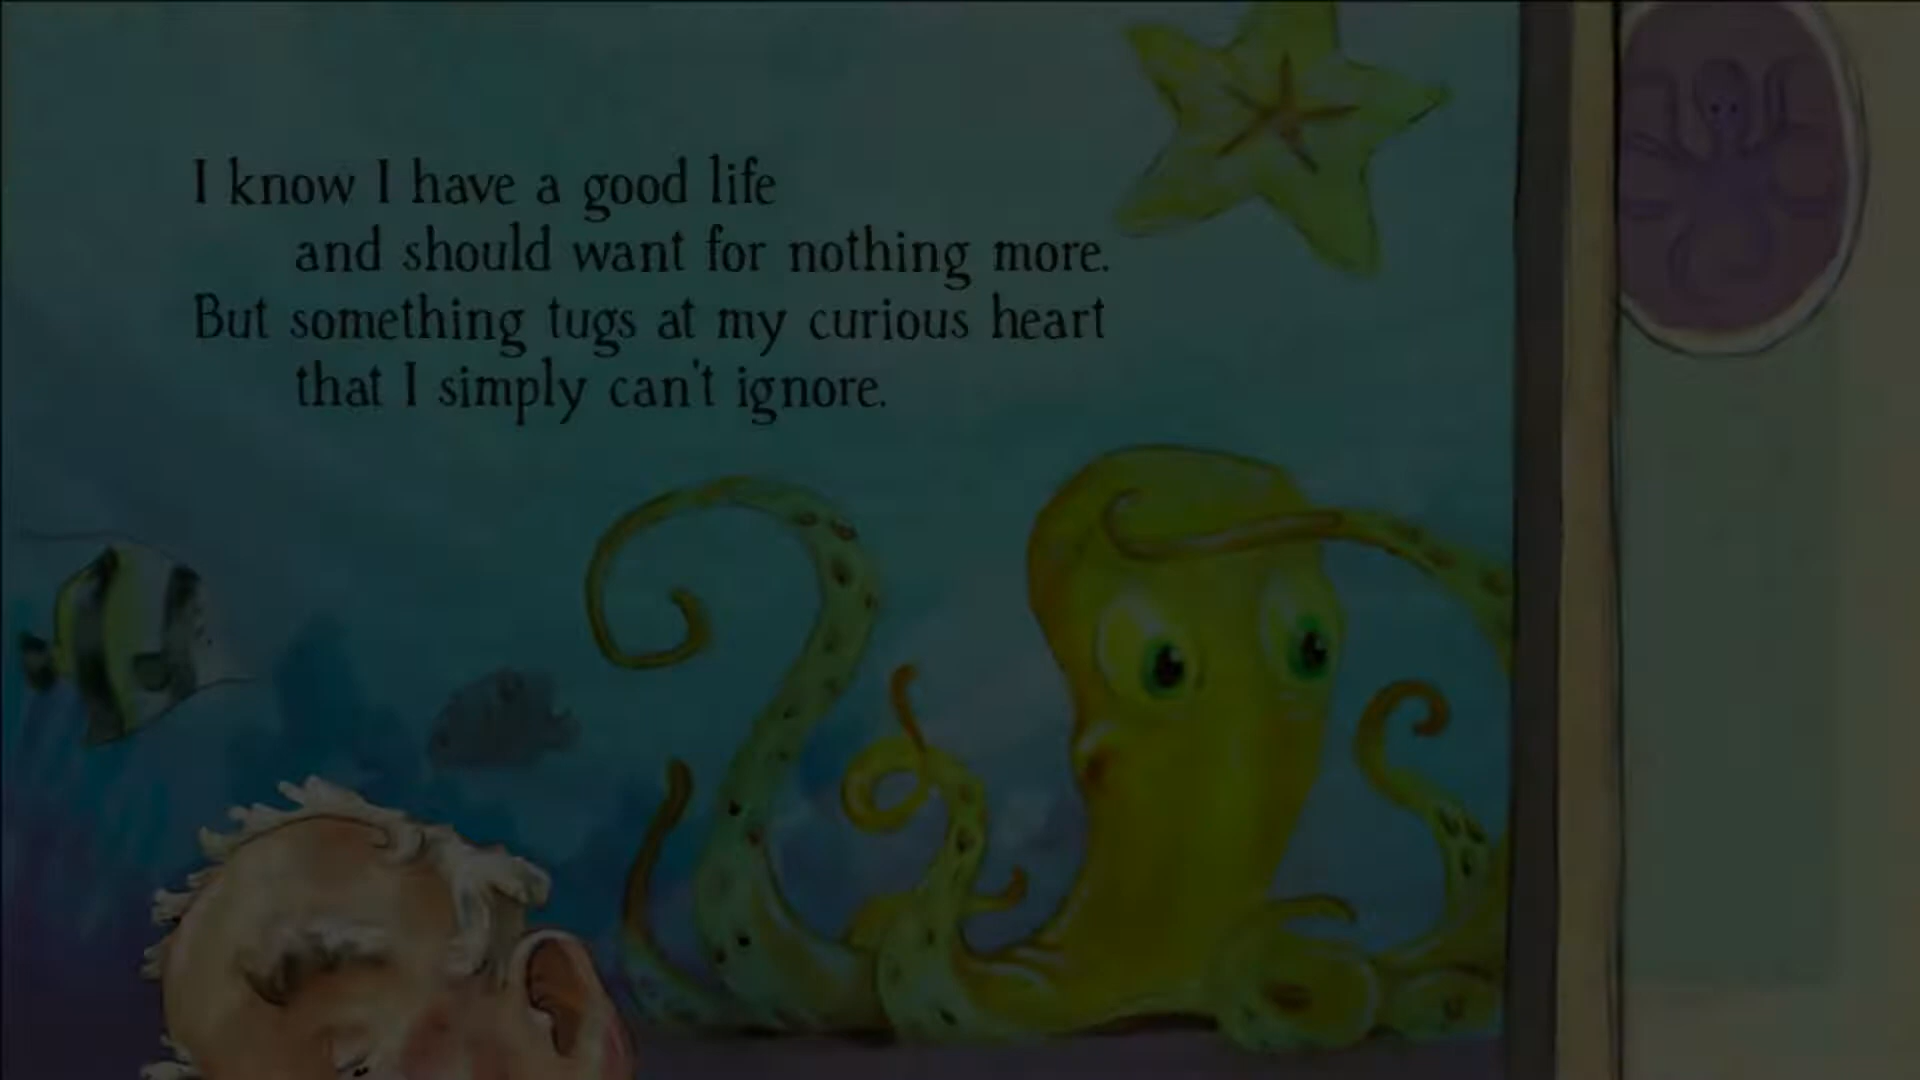 I know I have a good life
and should want for nothing more.
But something tugs at my curious heart
that I simply can't ignore.